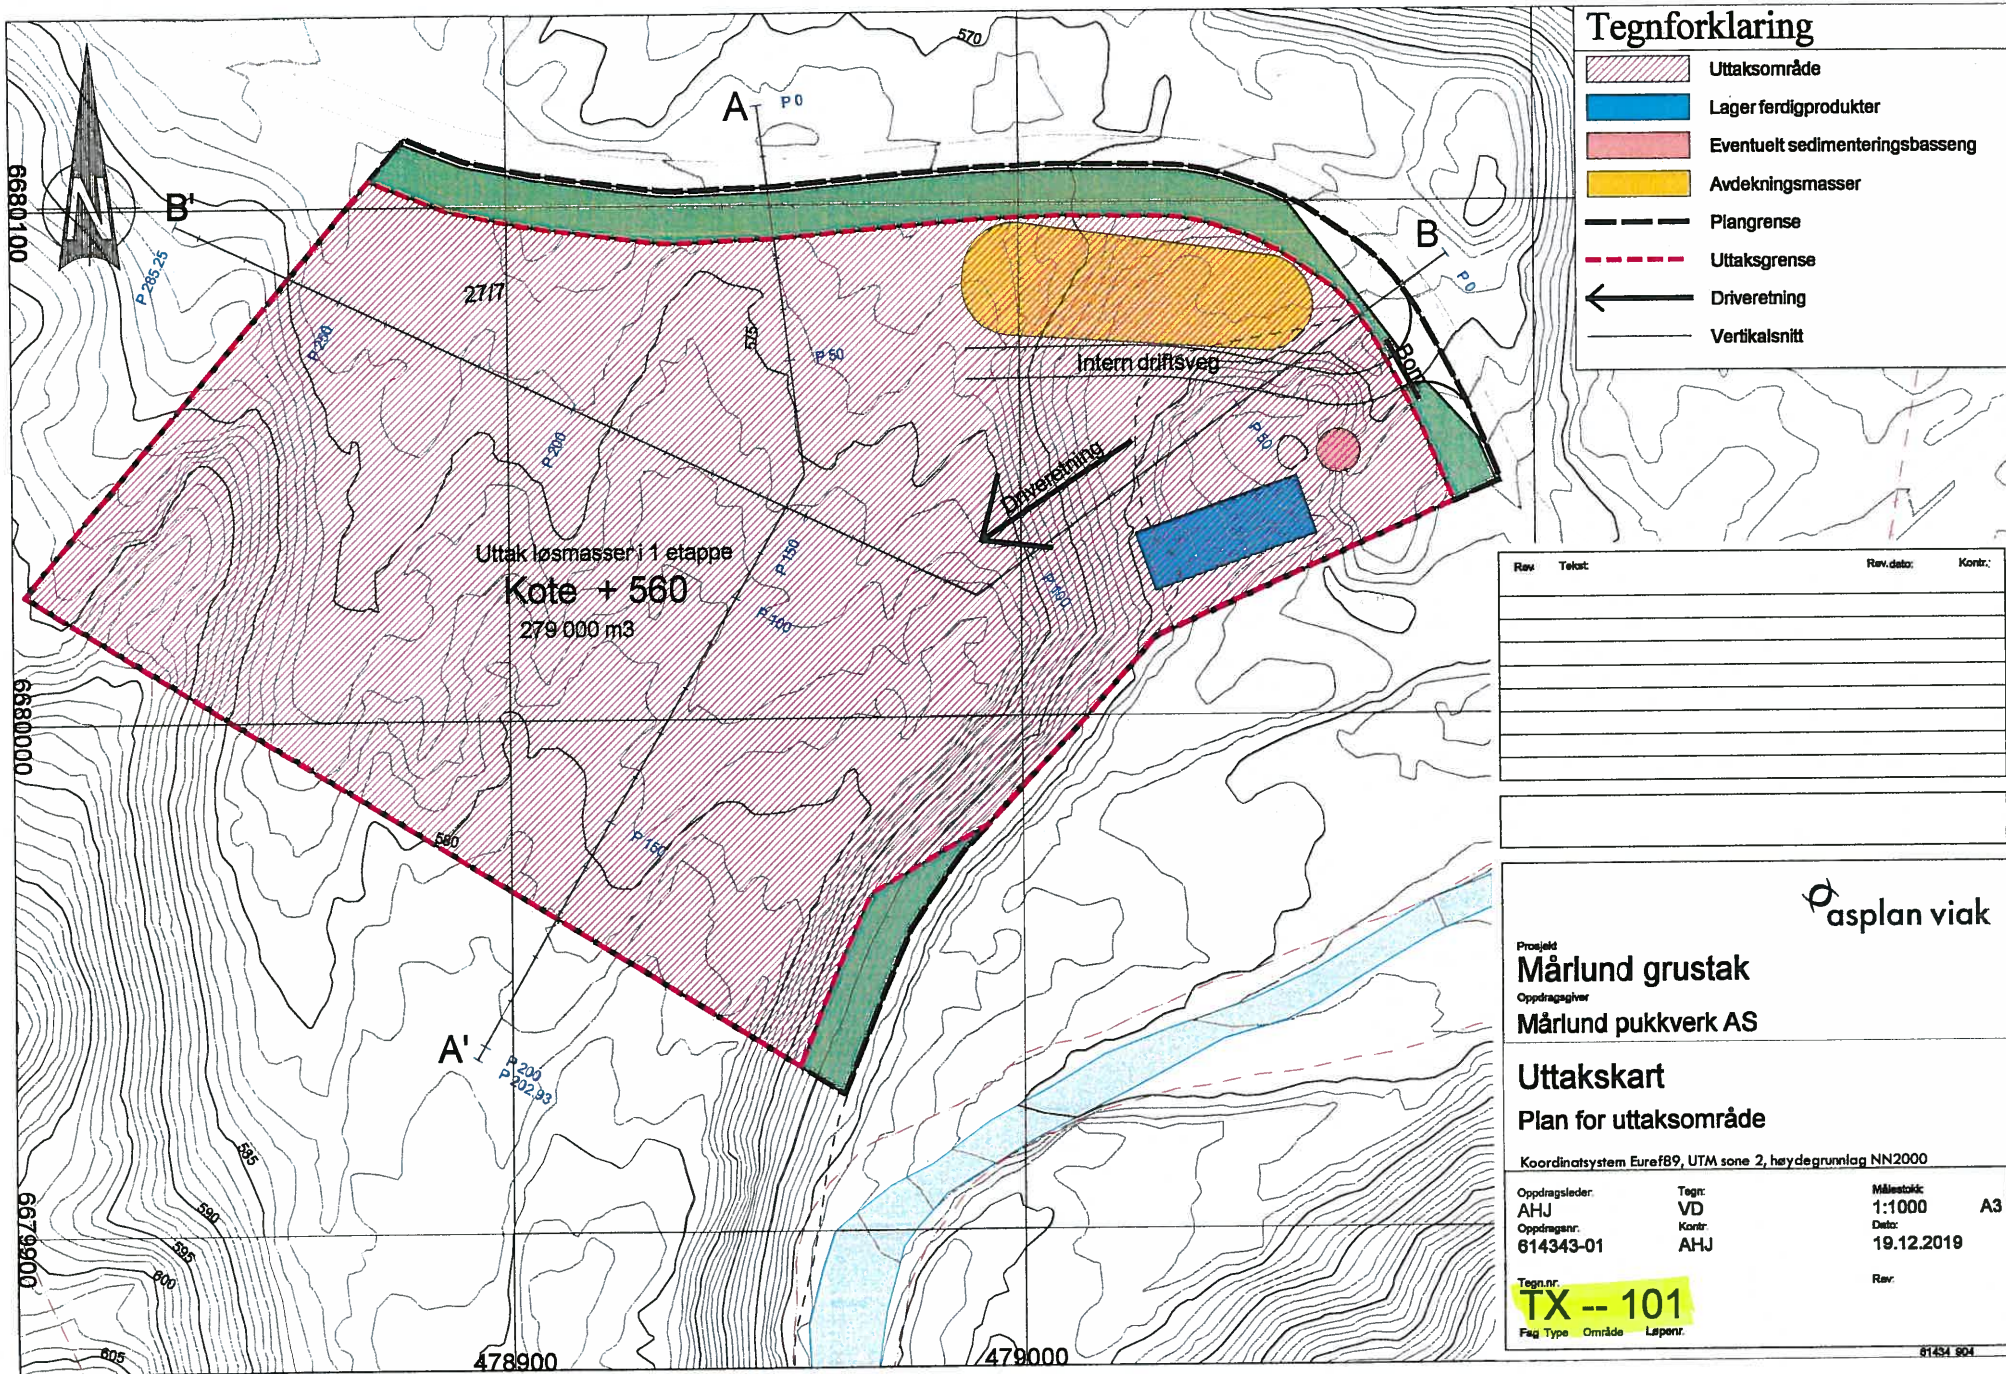 570
A
P 0
B'
6680100
P 285.25
2717
P 250
575
P 50
Intern driftsveg
Bom
B
P 0
P 200
P 50
Driveretning
Uttak løsmasser i 1 etappe
Kote + 560
279 000 m3
P 150
P 100
P 100
6680000
580
P 150
A'
P 200
P 202.93
585
590
595
600
605
6679900
478900
479000
Tegnforklaring
Uttaksområde
Lager ferdigprodukter
Eventuelt sedimenteringsbasseng
Avdekningsmasser
Plangrense
Uttaksgrense
Driveretning
Vertikalsnitt
Rev. Tekst: Rev.dato: Kontr.:
asplan viak
Prosjekt
Mårlund grustak
Oppdragsgiver
Mårlund pukkverk AS
Uttakskart
Plan for uttaksområde
Koordinatsystem Euref89, UTM sone 2, høydegrunnlag NN2000
Oppdragsleder: Tegn: Målestokk:
AHJ VD 1:1000 A3
Oppdragsnr. Kontr. Dato:
614343-01 AHJ 19.12.2019
Tegn.nr. Rev:
TX -- 101
Fag Type Område Løpenr.
61434 904